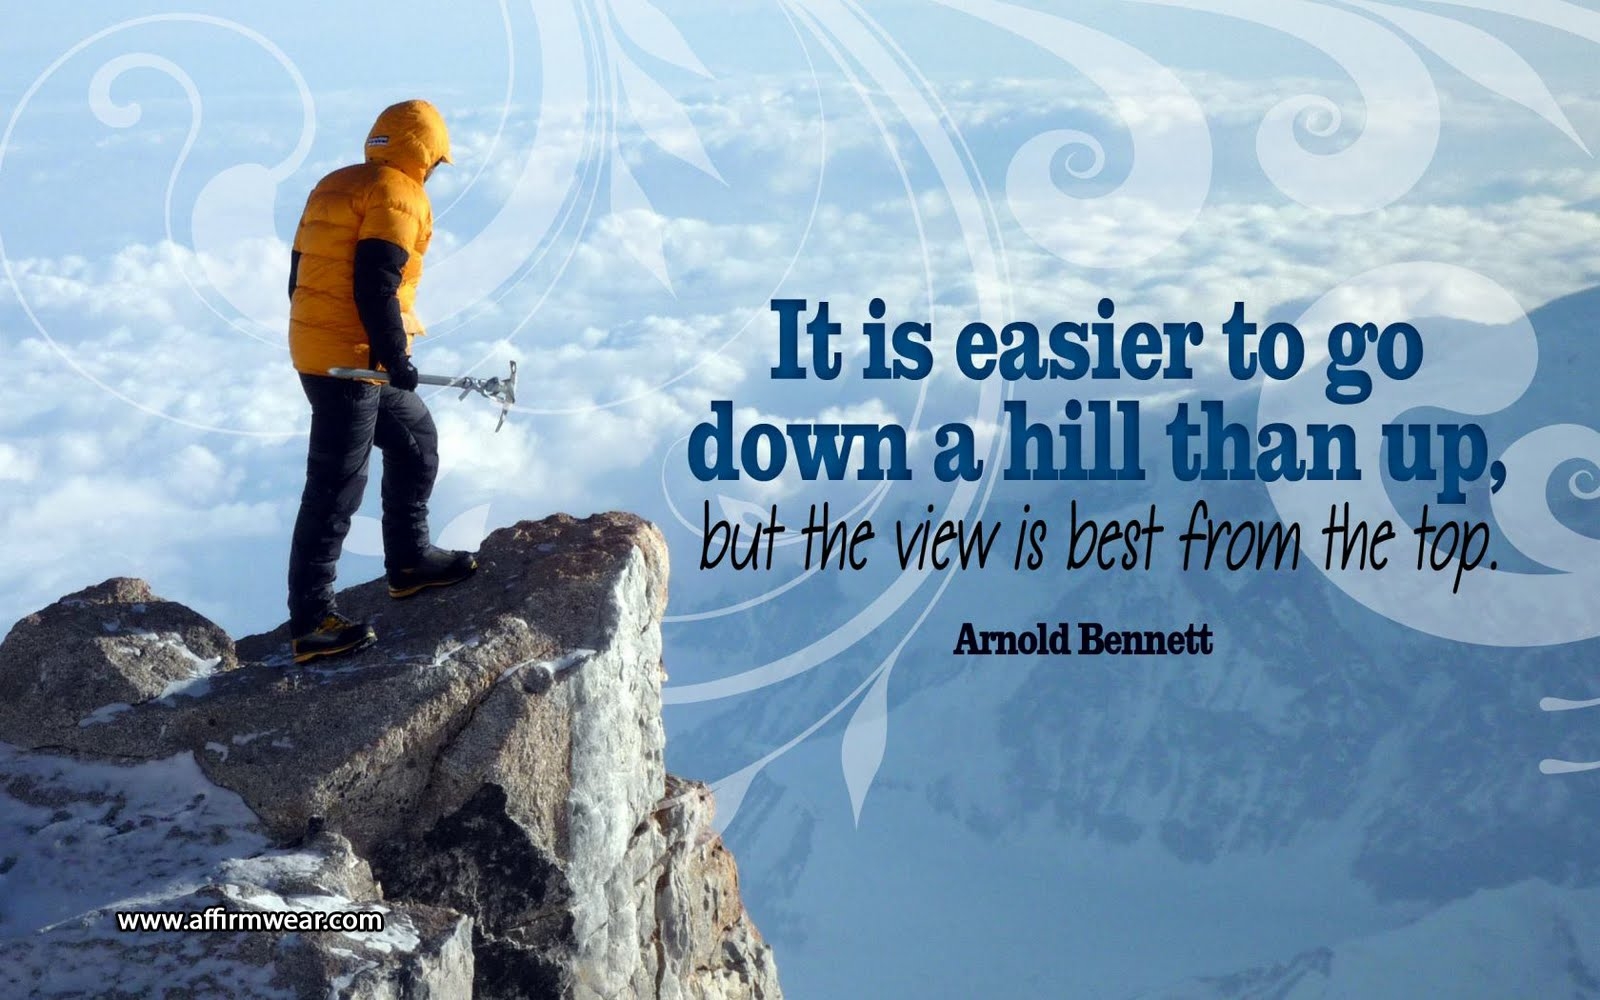 It is easier to go
down a hill than up,
but the view is best from the top.
Arnold Bennett
www.affirmwear.com